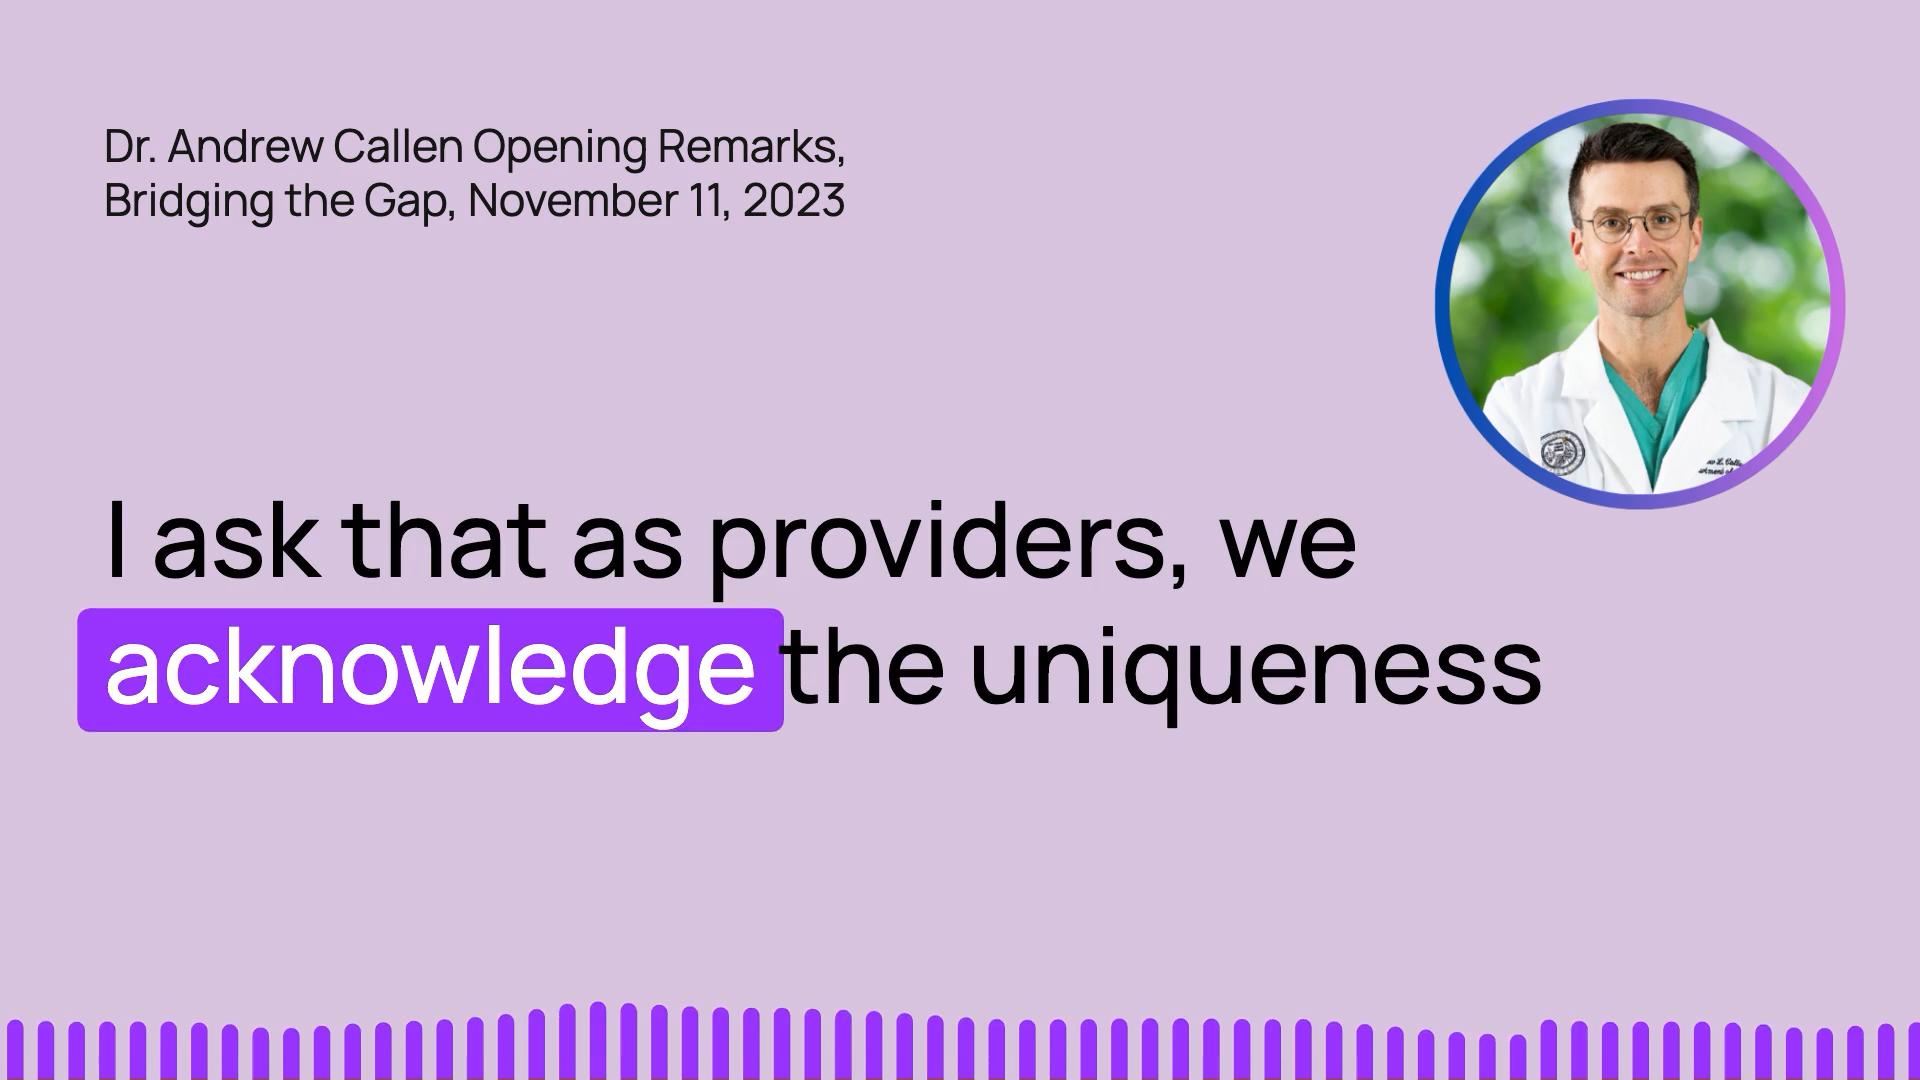 Dr. Andrew Callen Opening Remarks,
Bridging the Gap, November 11, 2023
I ask that as providers, we
acknowledge the uniqueness